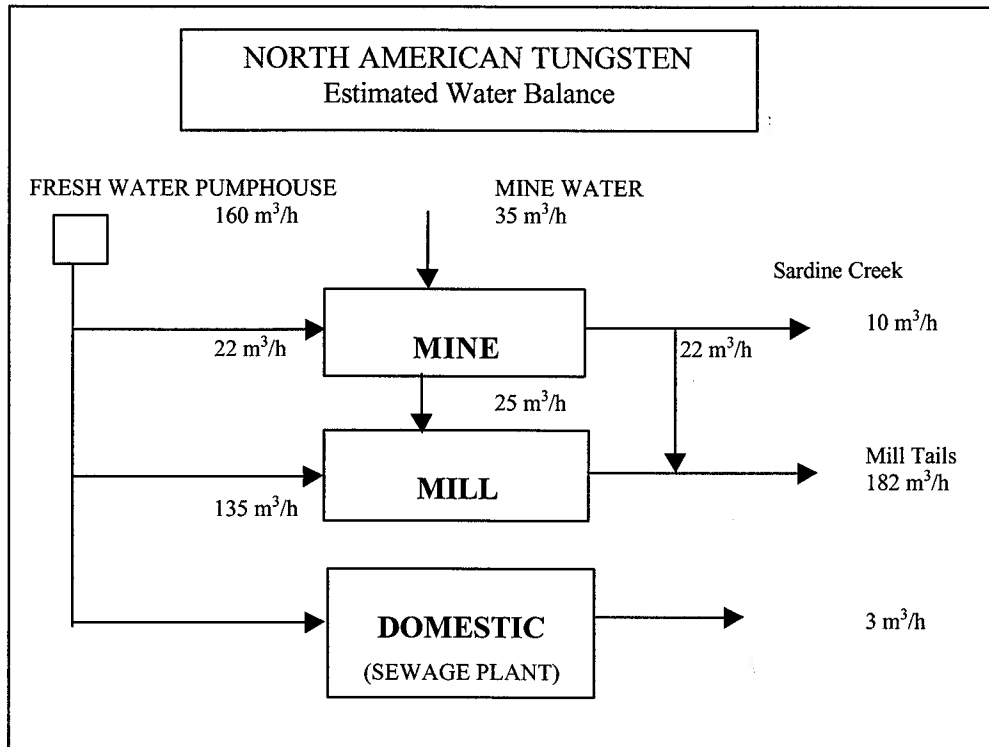 NORTH AMERICAN TUNGSTEN
Estimated Water Balance
FRESH WATER PUMPHOUSE
160 m³/h
MINE WATER
35 m³/h
Sardine Creek
10 m³/h
22 m³/h
MINE
22 m³/h
25 m³/h
Mill Tails
182 m³/h
MILL
135 m³/h
DOMESTIC
(SEWAGE PLANT)
3 m³/h